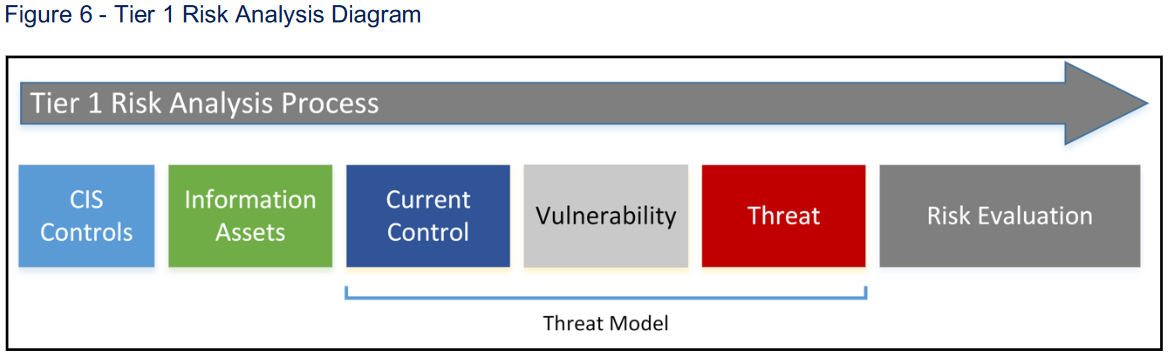 Figure 6 - Tier 1 Risk Analysis Diagram
Tier 1 Risk Analysis Process
CIS
Controls
Information
Assets
Current
Control
Vulnerability
Threat
Risk Evaluation
Threat Model